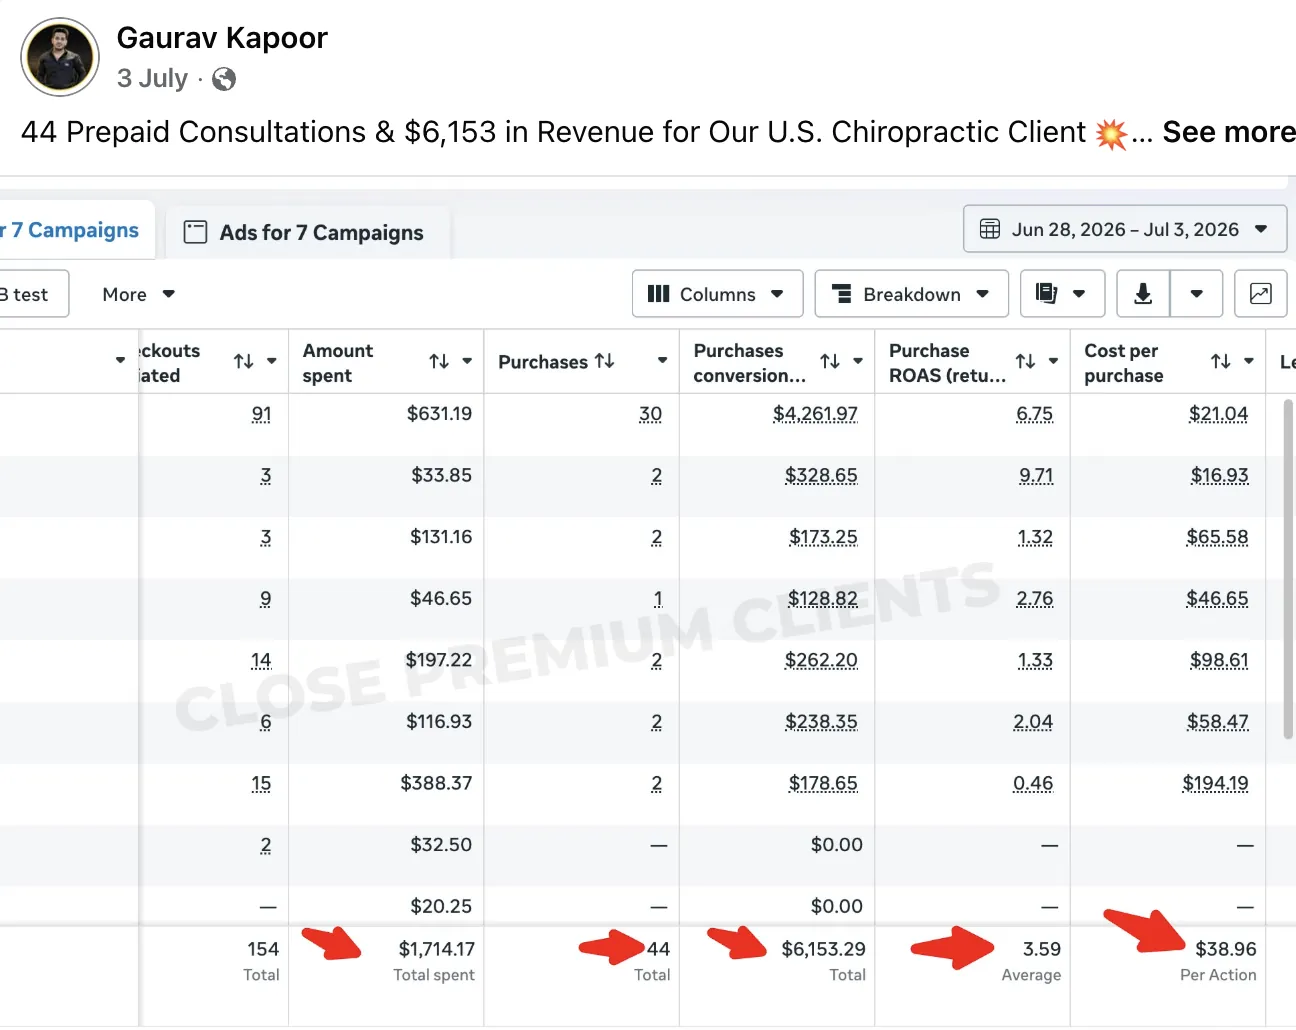 Gaurav Kapoor
3 July ·
44 Prepaid Consultations & $6,153 in Revenue for Our U.S. Chiropractic Client 💥... See more
r 7 Campaigns
Ads for 7 Campaigns
Jun 28, 2026 – Jul 3, 2026
B test
More
Columns
Breakdown
eckouts
iated
Amount
spent
Purchases
Purchases
conversion...
Purchase
ROAS (retu...
Cost per
purchase
Le
91 $631.19 30 $4,261.97 6.75 $21.04
3 $33.85 2 $328.65 9.71 $16.93
3 $131.16 2 $173.25 1.32 $65.58
9 $46.65 1 $128.82 2.76 $46.65
14 $197.22 2 $262.20 1.33 $98.61
6 $116.93 2 $238.35 2.04 $58.47
15 $388.37 2 $178.65 0.46 $194.19
2 $32.50 — $0.00 — —
— $20.25 — $0.00 — —
154 $1,714.17 44 $6,153.29 3.59 $38.96
Total Total spent Total Total Average Per Action
CLOSE PREMIUM CLIENTS